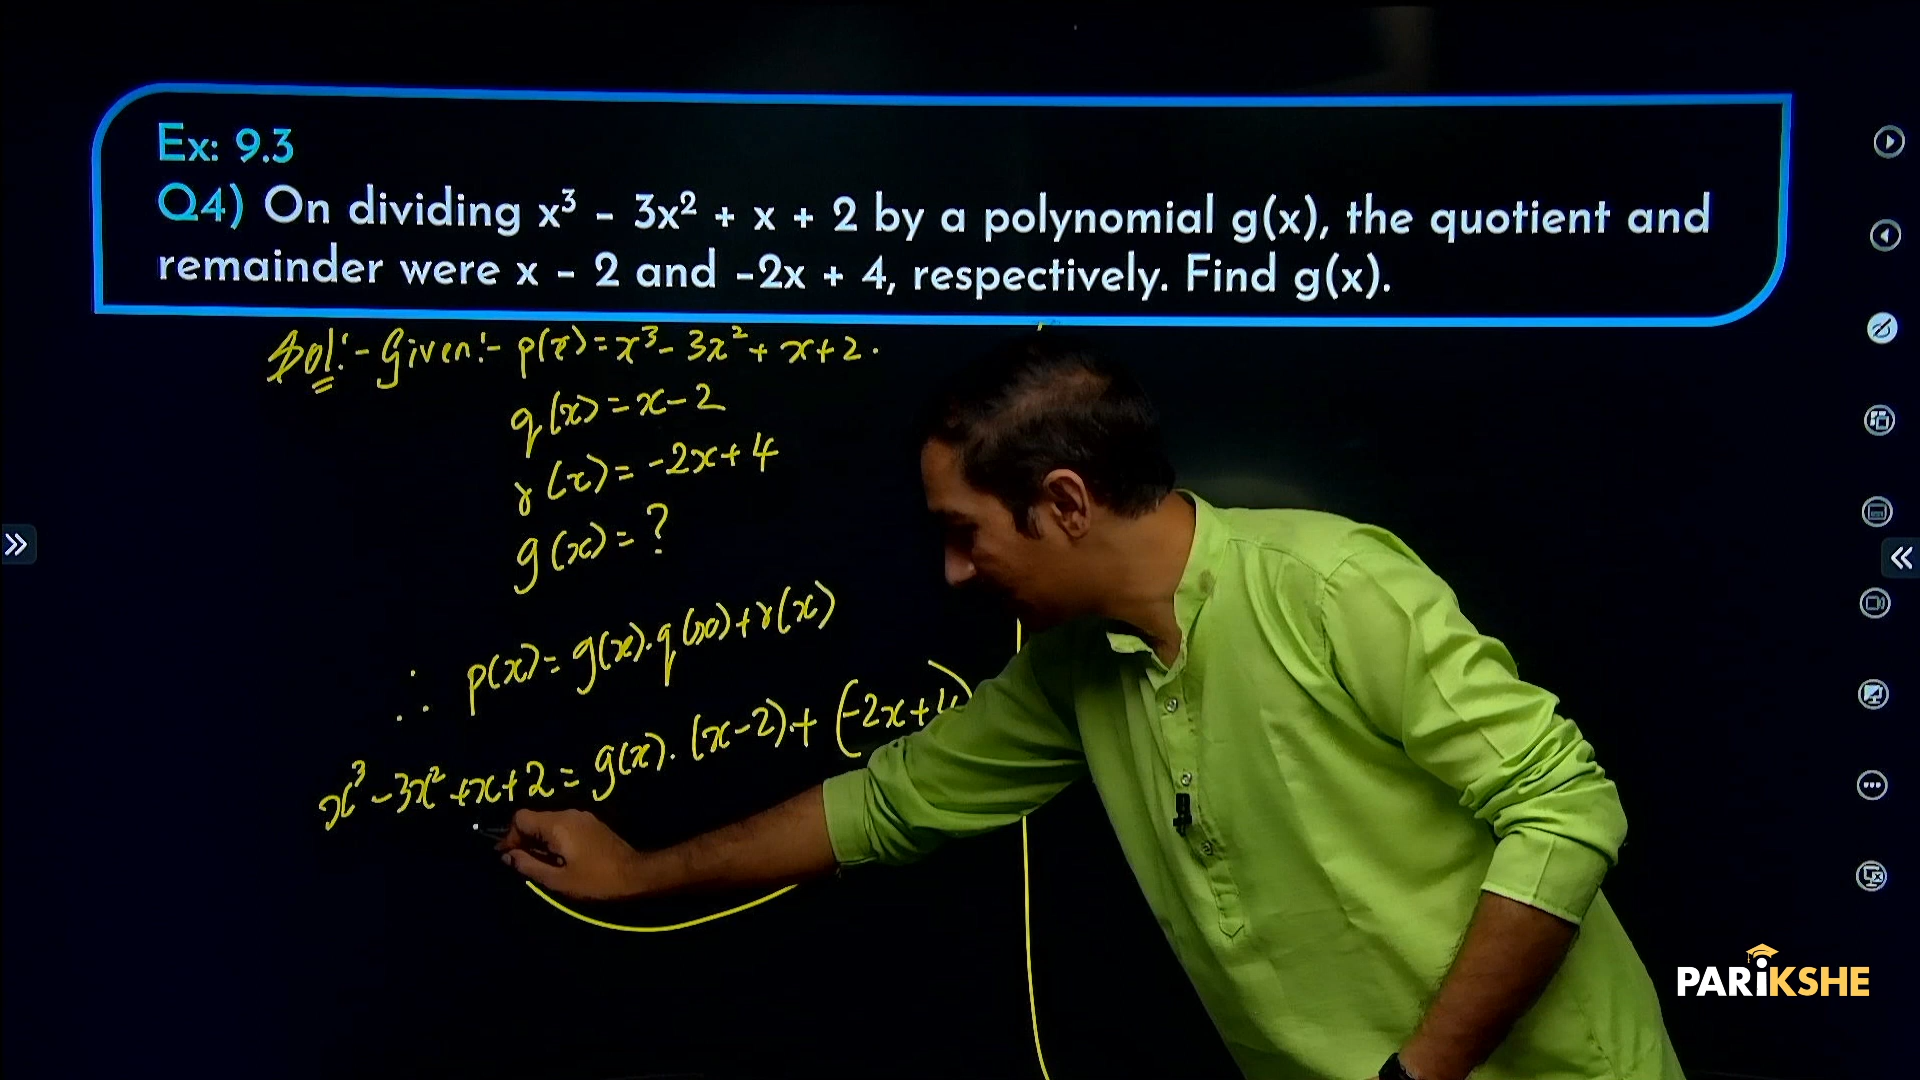 Ex: 9.3
Q4) On dividing x³ - 3x² + x + 2 by a polynomial g(x), the quotient and
remainder were x - 2 and -2x + 4, respectively. Find g(x).
Sol:- Given:- p(x) = x³ - 3x² + x + 2.
q(x) = x - 2
r(x) = -2x + 4
g(x) = ?
∴ p(x) = g(x).q(x) + r(x)
x³ - 3x² + x + 2 = g(x). (x-2) + (-2x+4)
PARiKSHE